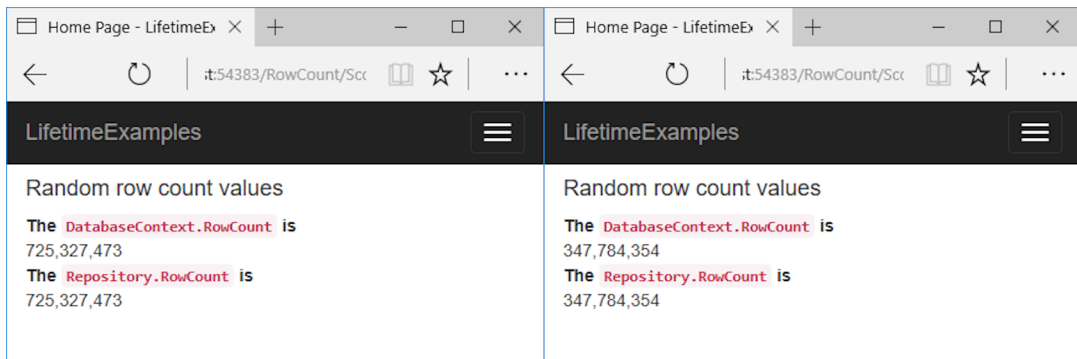 Home Page - LifetimeEx
t:54383/RowCount/Sco
LifetimeExamples
Random row count values
The DatabaseContext.RowCount is
725,327,473
The Repository.RowCount is
725,327,473
Home Page - LifetimeEx
t:54383/RowCount/Sco
LifetimeExamples
Random row count values
The DatabaseContext.RowCount is
347,784,354
The Repository.RowCount is
347,784,354